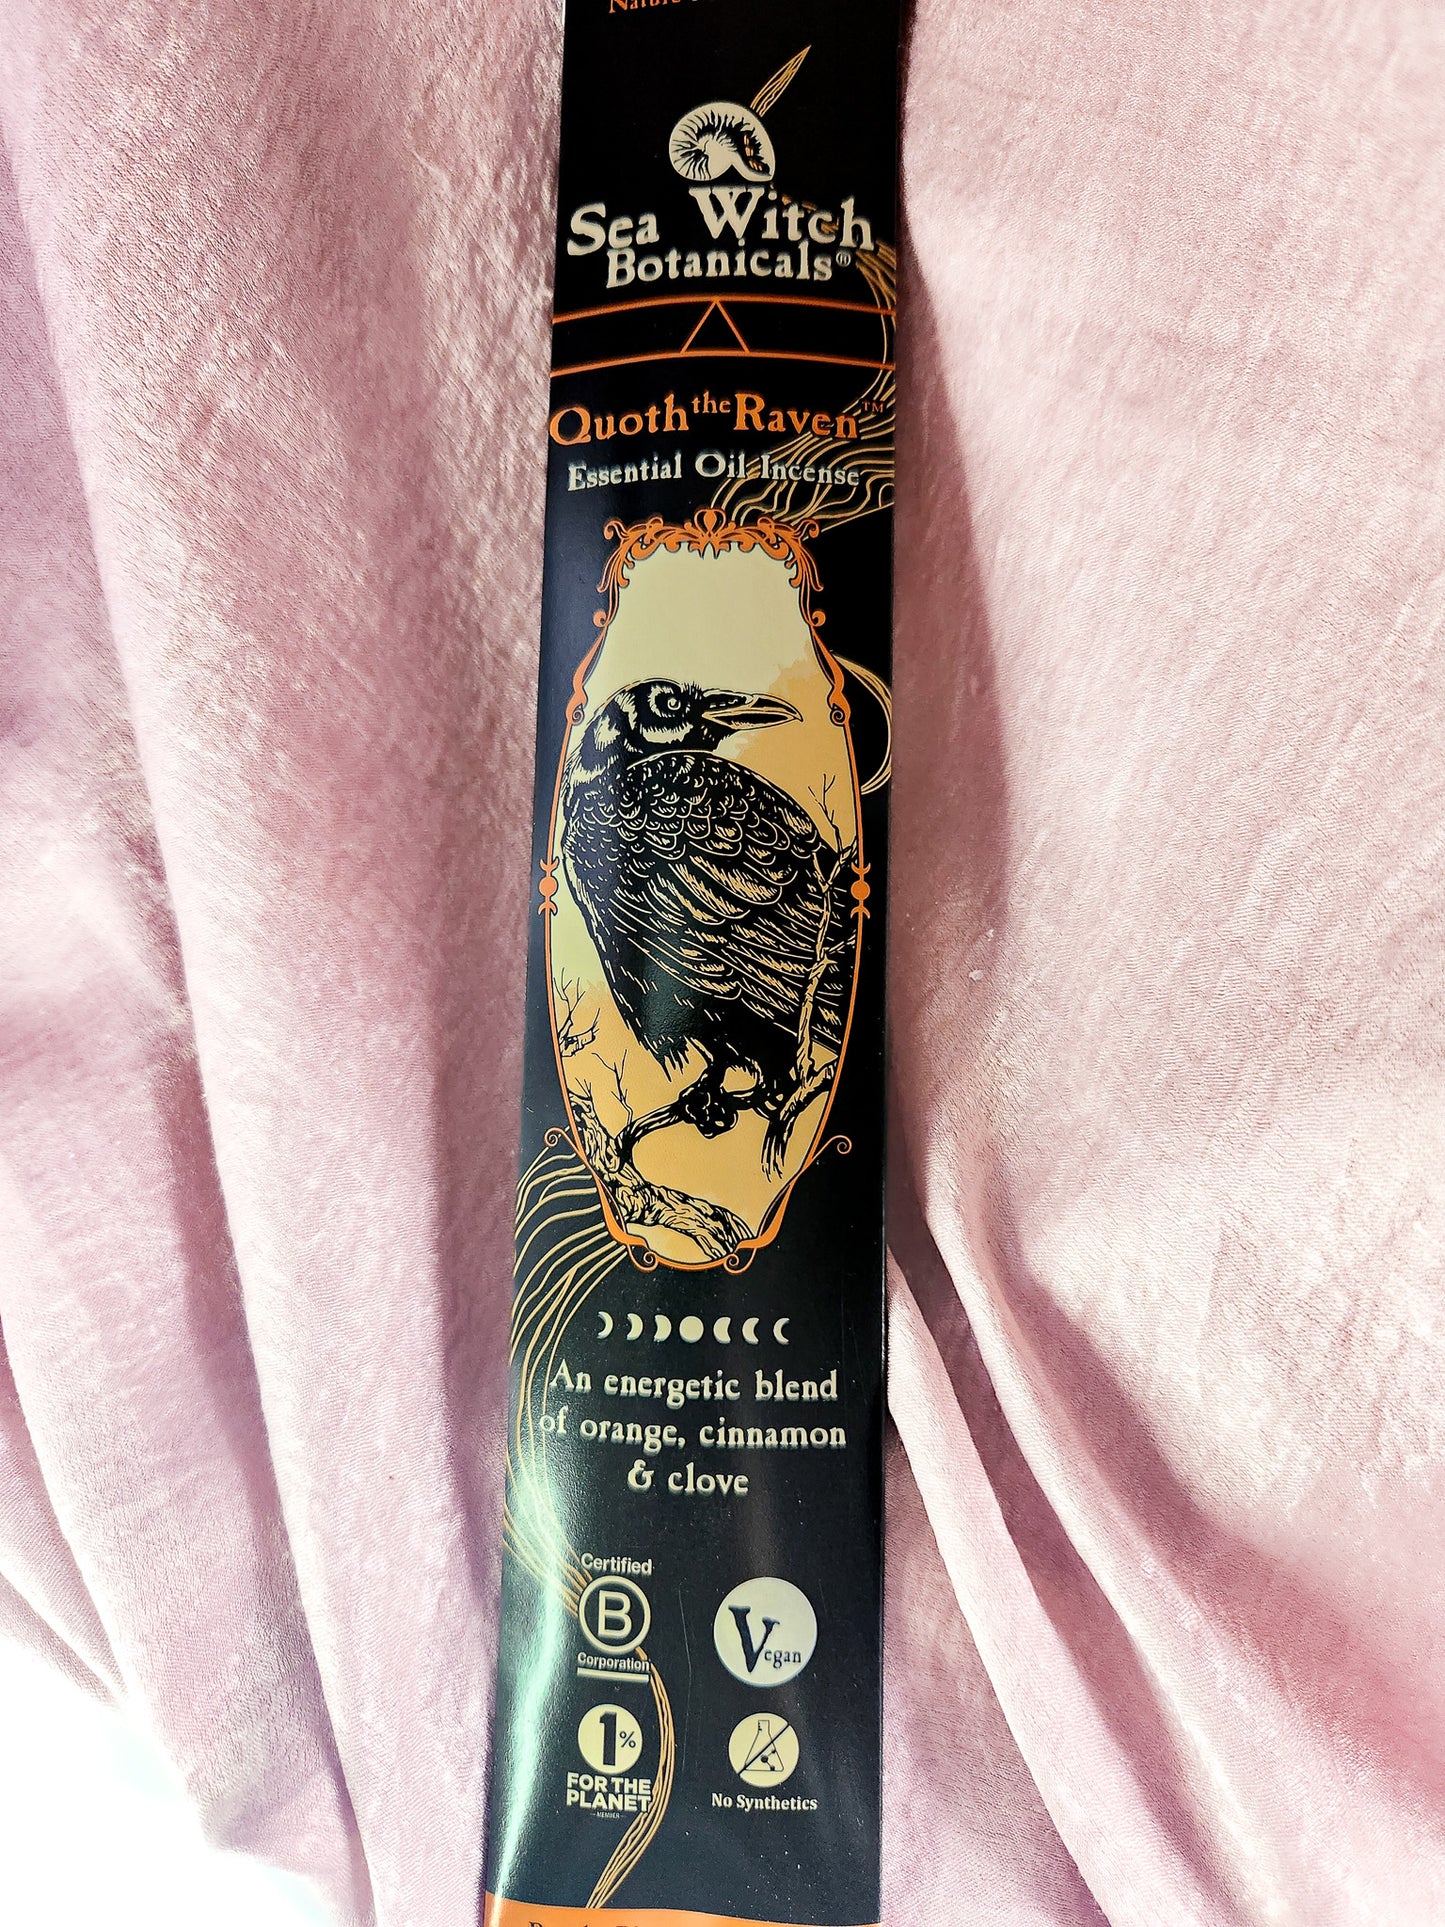 Sea Witch
Botanicals®
Quoth the Raven™
Essential Oil Incense
An energetic blend
of orange, cinnamon
& clove
Certified
B
Corporation
Vegan
1%
FOR THE
PLANET
MEMBER
No Synthetics